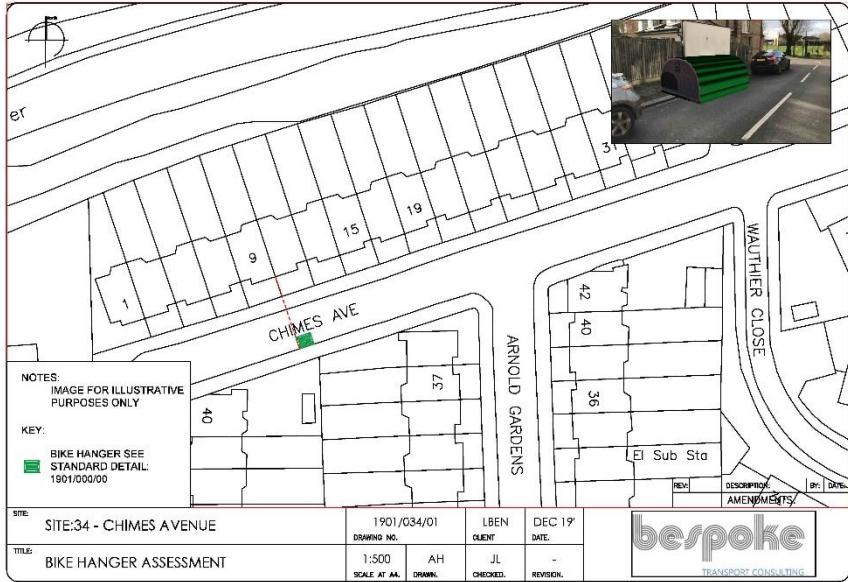 North
er
1
9
15
19
31
CHIMES AVE
ARNOLD GARDENS
WAUTHIER CLOSE
42
40
36
37
40
El Sub Sta
NOTES:
IMAGE FOR ILLUSTRATIVE
PURPOSES ONLY
KEY:
BIKE HANGER SEE
STANDARD DETAIL:
1901/000/00
REV: DESCRIPTION: BY: DATE:
AMENDMENTS:
SITE:
SITE:34 - CHIMES AVENUE
TITLE:
BIKE HANGER ASSESSMENT
1901/034/01 LBEN DEC 19'
DRAWING NO. CLIENT DATE.
1:500 AH JL -
SCALE AT A4. DRAWN. CHECKED. REVISION.
bespoke
TRANSPORT CONSULTING